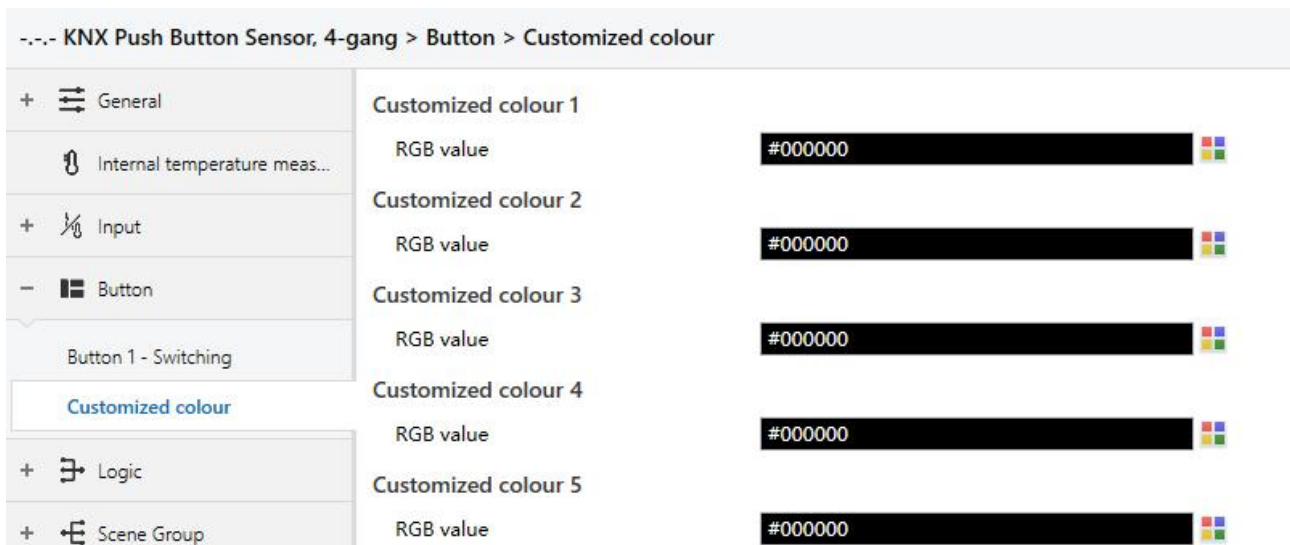 -.-.- KNX Push Button Sensor, 4-gang > Button > Customized colour
+ General
Internal temperature meas...
+ Input
− Button
Button 1 - Switching
Customized colour
+ Logic
+ Scene Group
Customized colour 1
RGB value #000000
Customized colour 2
RGB value #000000
Customized colour 3
RGB value #000000
Customized colour 4
RGB value #000000
Customized colour 5
RGB value #000000